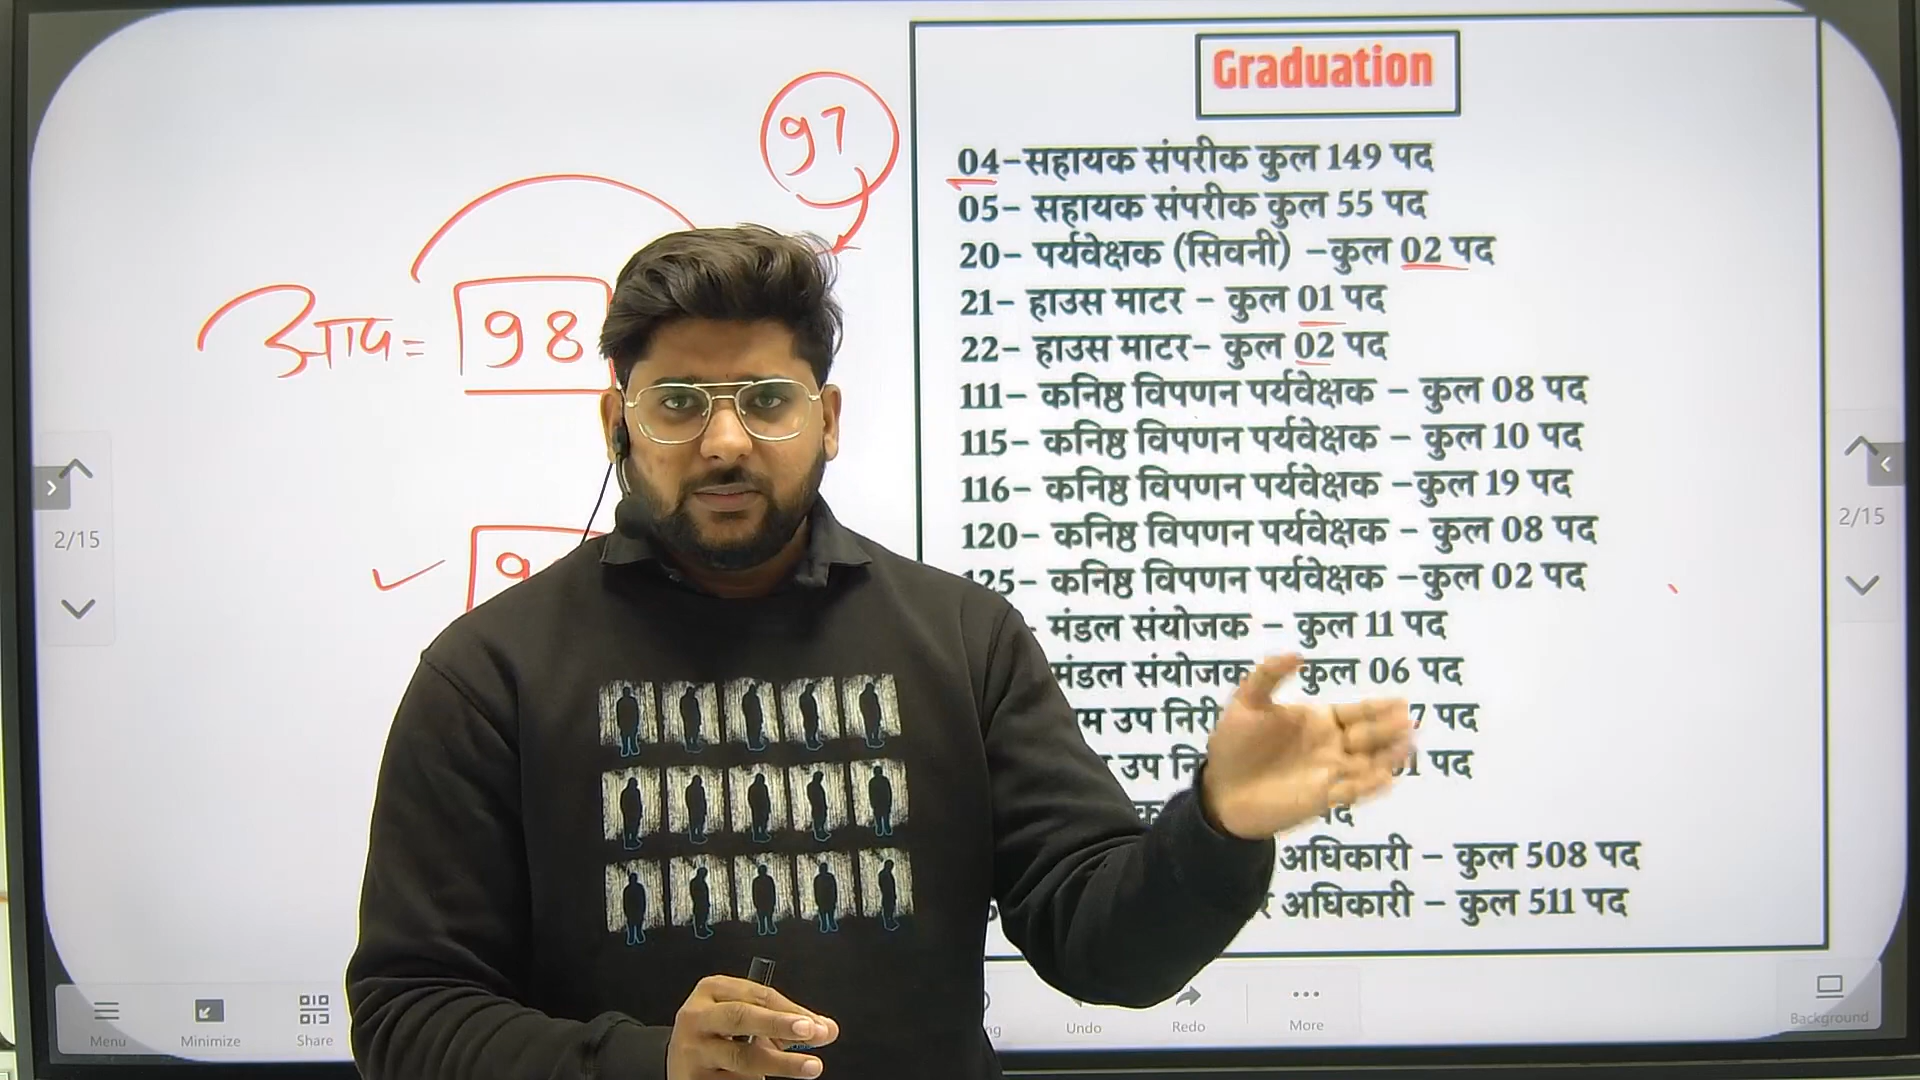 Graduation
97
04-सहायक संपरीक कुल 149 पद
05- सहायक संपरीक कुल 55 पद
20- पर्यवेक्षक (सिवनी) -कुल 02 पद
21- हाउस माटर - कुल 01 पद
22- हाउस माटर- कुल 02 पद
111- कनिष्ठ विपणन पर्यवेक्षक - कुल 08 पद
115- कनिष्ठ विपणन पर्यवेक्षक - कुल 10 पद
116- कनिष्ठ विपणन पर्यवेक्षक -कुल 19 पद
120- कनिष्ठ विपणन पर्यवेक्षक - कुल 08 पद
125- कनिष्ठ विपणन पर्यवेक्षक -कुल 02 पद
- मंडल संयोजक - कुल 11 पद
मंडल संयोजक कुल 06 पद
उप 7 पद
उप पद
पद
अधिकारी - कुल 508 पद
अधिकारी - कुल 511 पद
आप= 98
2/15
2/15
Menu
Minimize
Share
Undo
Redo
More
Background